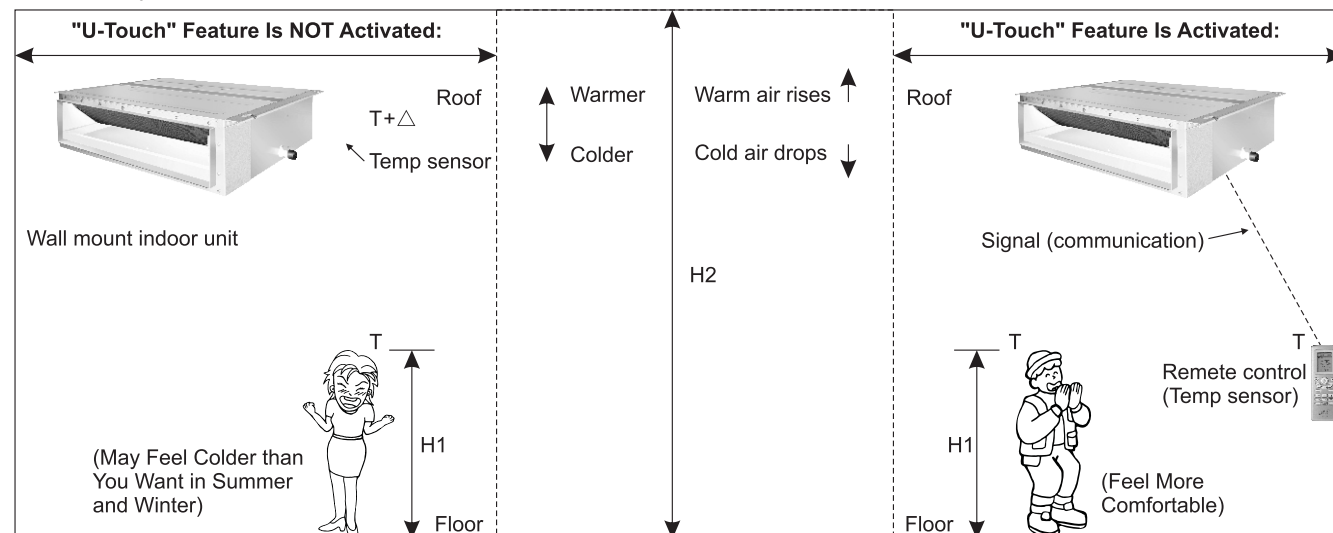 "U-Touch" Feature Is NOT Activated:
Roof
T+△
Temp sensor
Wall mount indoor unit
T
H1
(May Feel Colder than
You Want in Summer
and Winter)
Floor
Warmer
Colder
Warm air rises
Cold air drops
H2
"U-Touch" Feature Is Activated:
Roof
Signal (communication)
T
T
Remete control
(Temp sensor)
H1
(Feel More
Comfortable)
Floor